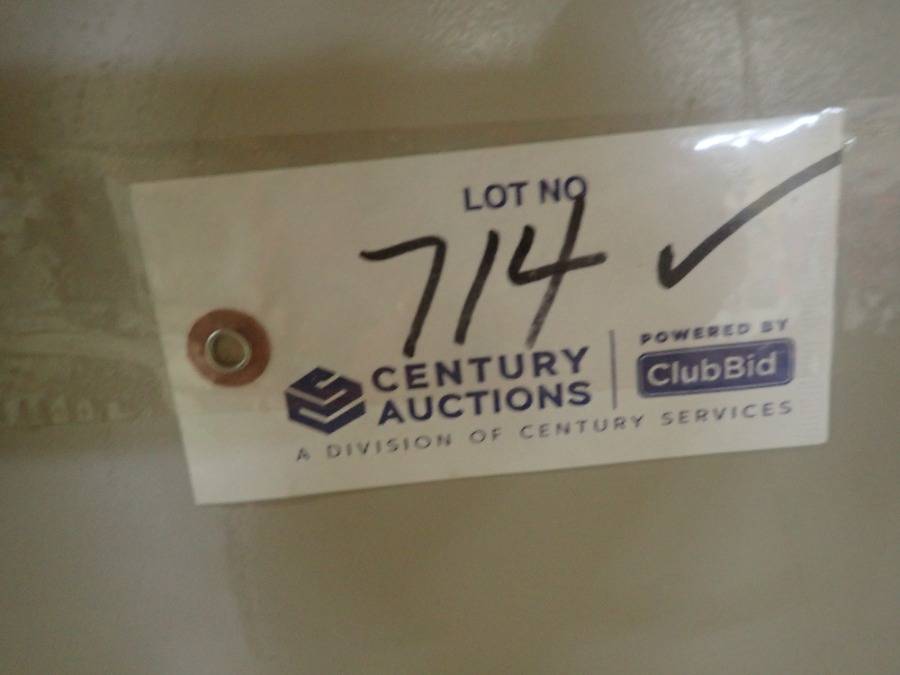 LOT NO
714 ✓
CENTURY
AUCTIONS
A DIVISION OF CENTURY SERVICES
POWERED BY
ClubBid